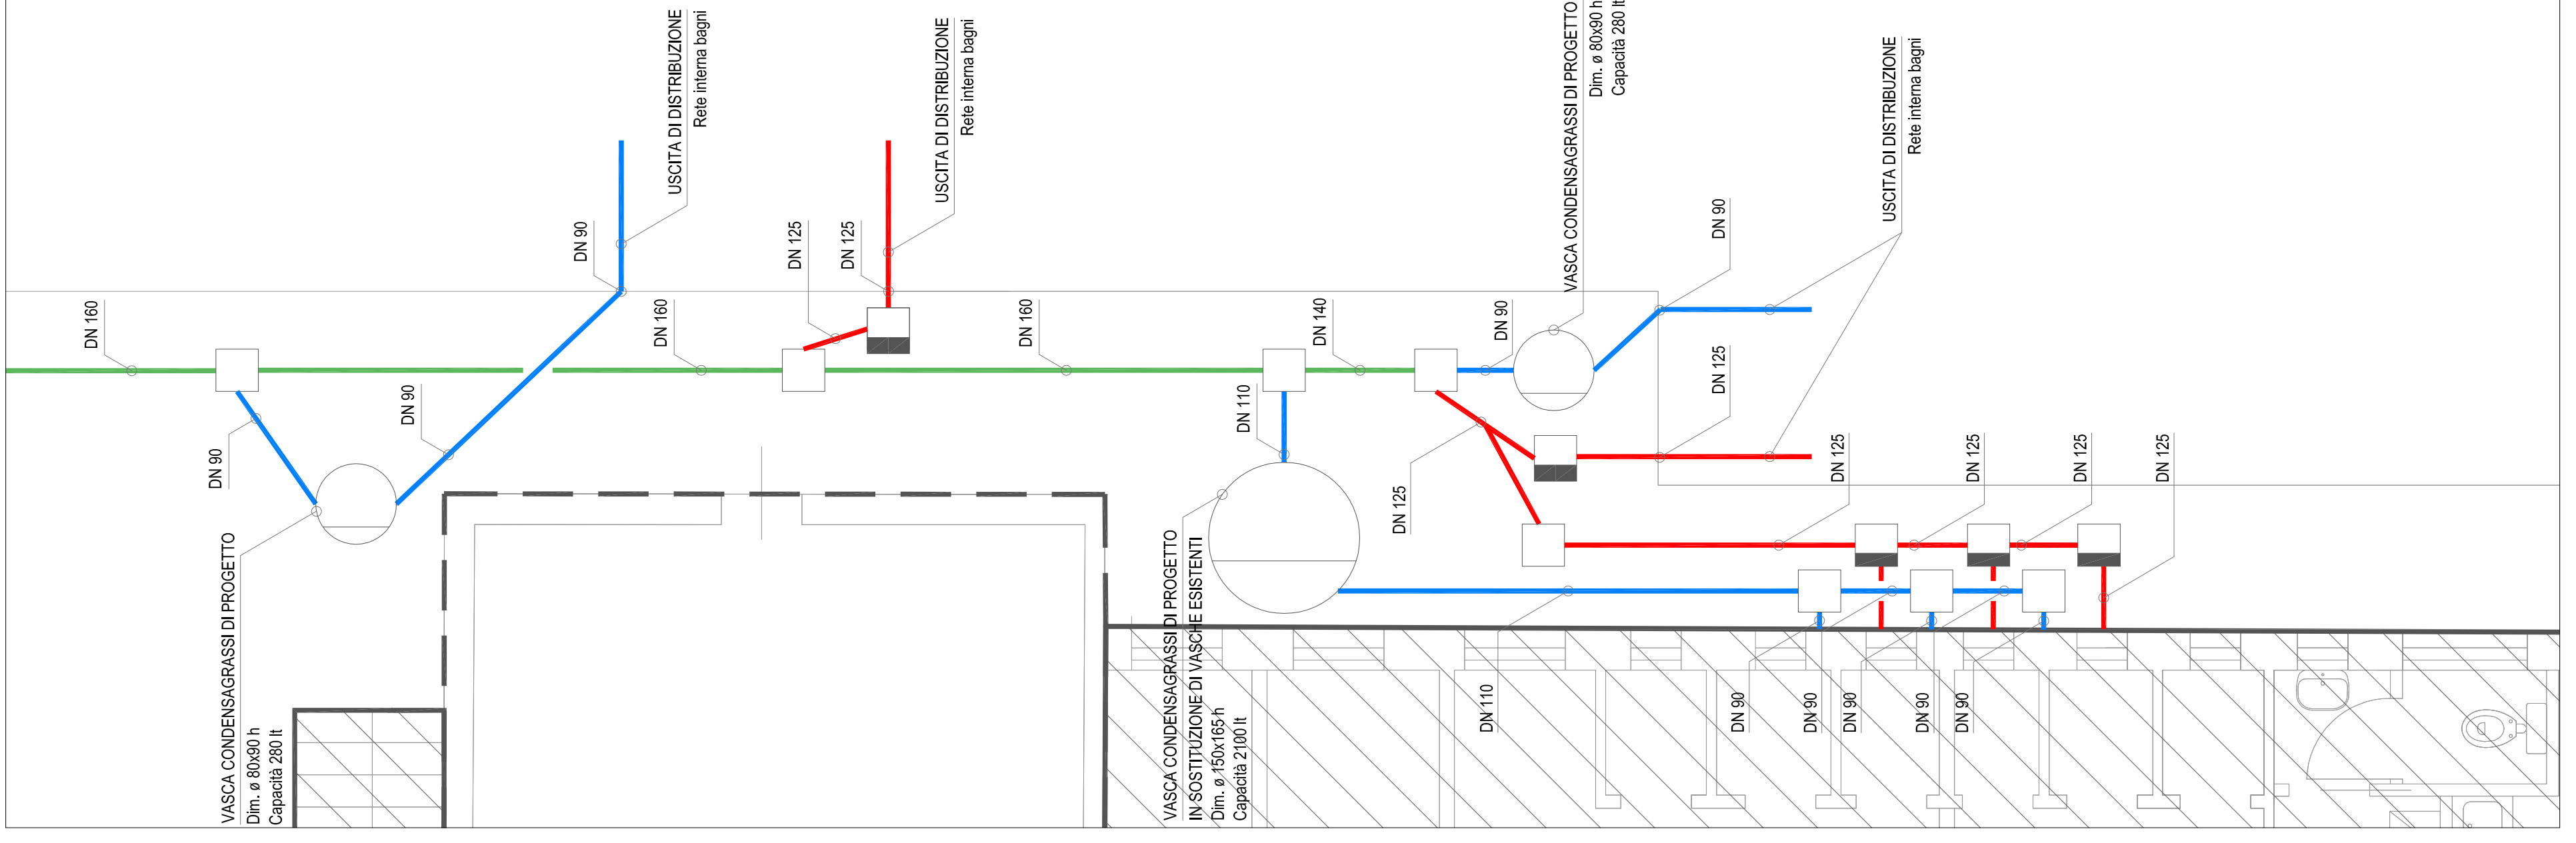 DN 160
USCITA DI DISTRIBUZIONE
Rete interna bagni
DN 90
USCITA DI DISTRIBUZIONE
Rete interna bagni
DN 125
DN 125
DN 160
DN 160
DN 140
DN 90
VASCA CONDENSAGRASSI DI PROGETTO
Dim. ø 80x90 h
Capacità 280 lt
DN 90
USCITA DI DISTRIBUZIONE
Rete interna bagni
DN 125
DN 90
DN 90
DN 110
DN 125
DN 125
DN 125
DN 125
DN 125
VASCA CONDENSAGRASSI DI PROGETTO
Dim. ø 80x90 h
Capacità 280 lt
VASCA CONDENSAGRASSI DI PROGETTO
IN SOSTITUZIONE DI VASCHE ESISTENTI
Dim. ø 150x165 h
Capacità 2100 lt
DN 110
DN 90
DN 90
DN 90
DN 90
DN 90